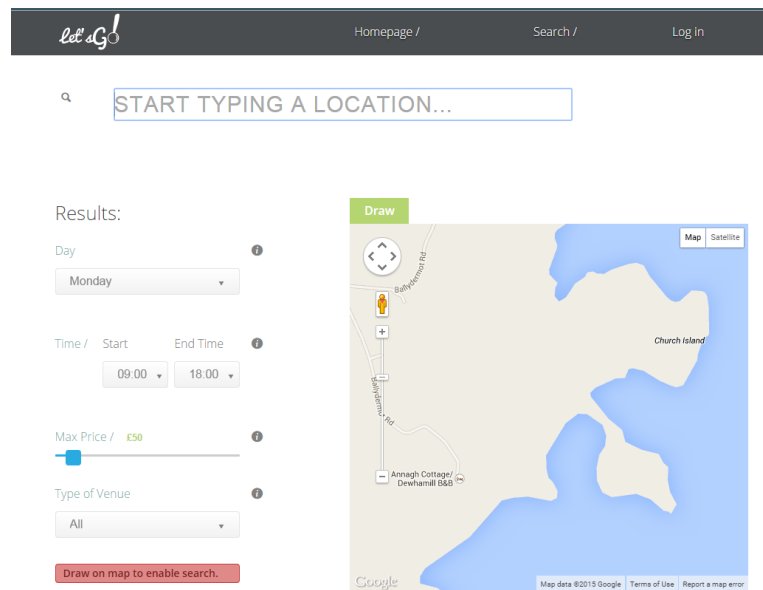 let'sGo!
Homepage / Search / Log in
START TYPING A LOCATION...
Results:
Day
Monday
Time / Start End Time
09:00 18:00
Max Price / £50
Type of Venue
All
Draw on map to enable search.
Draw
Map Satellite
Ballydermot Rd
Church Island
Ballydermot Rd
Annagh Cottage/
Dewhamill B&B
Google
Map data ©2015 Google Terms of Use Report a map error